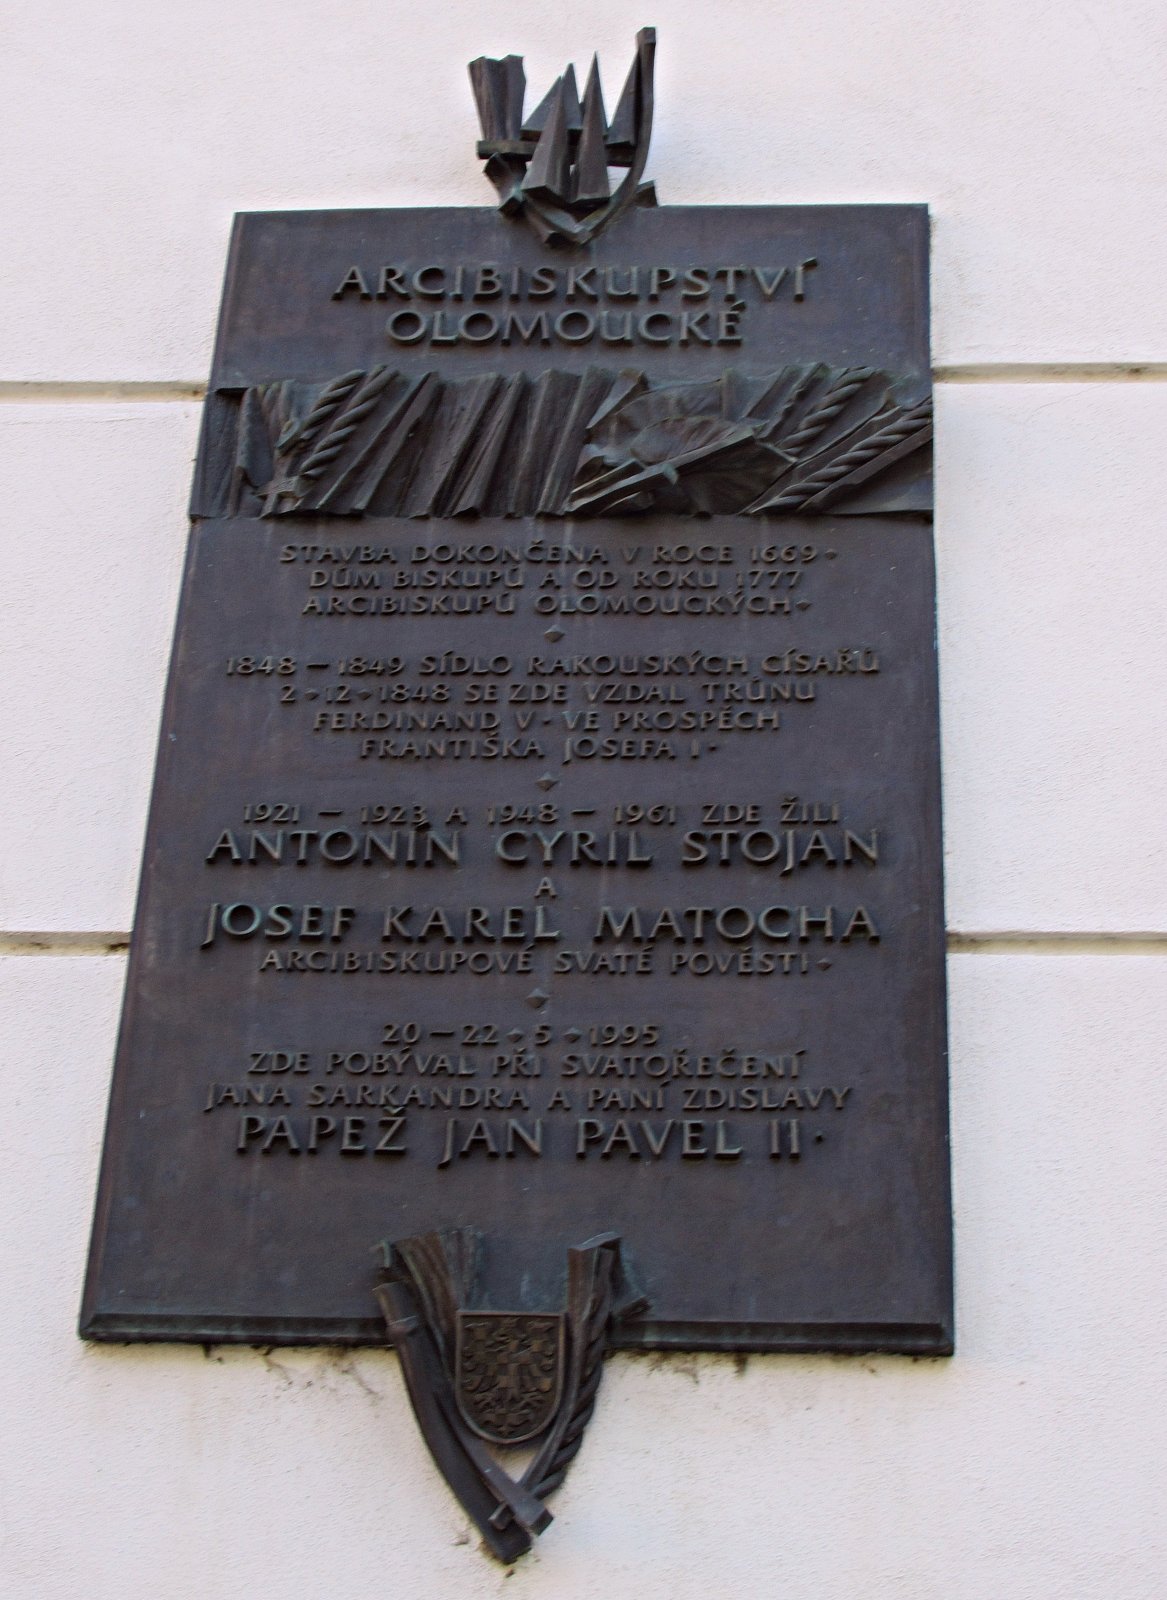 ARCIBISKUPSTVÍ
OLOMOUCKÉ
STAVBA DOKONČENA V ROCE 1669·
DŮM BISKUPŮ A OD ROKU 1777
ARCIBISKUPŮ OLOMOUCKÝCH·
1848 – 1849 SÍDLO RAKOUSKÝCH CÍSAŘŮ
2·12·1848 SE ZDE VZDAL TRŮNU
FERDINAND V· VE PROSPĚCH
FRANTIŠKA JOSEFA I·
1921 – 1923 A 1948 – 1961 ZDE ŽILI
ANTONÍN CYRIL STOJAN
A
JOSEF KAREL MATOCHA
ARCIBISKUPOVÉ SVATÉ POVĚSTI·
20–22·5·1995
ZDE POBÝVAL PŘI SVATOŘEČENÍ
JANA SARKANDRA A PANÍ ZDISLAVY
PAPEŽ JAN PAVEL II·